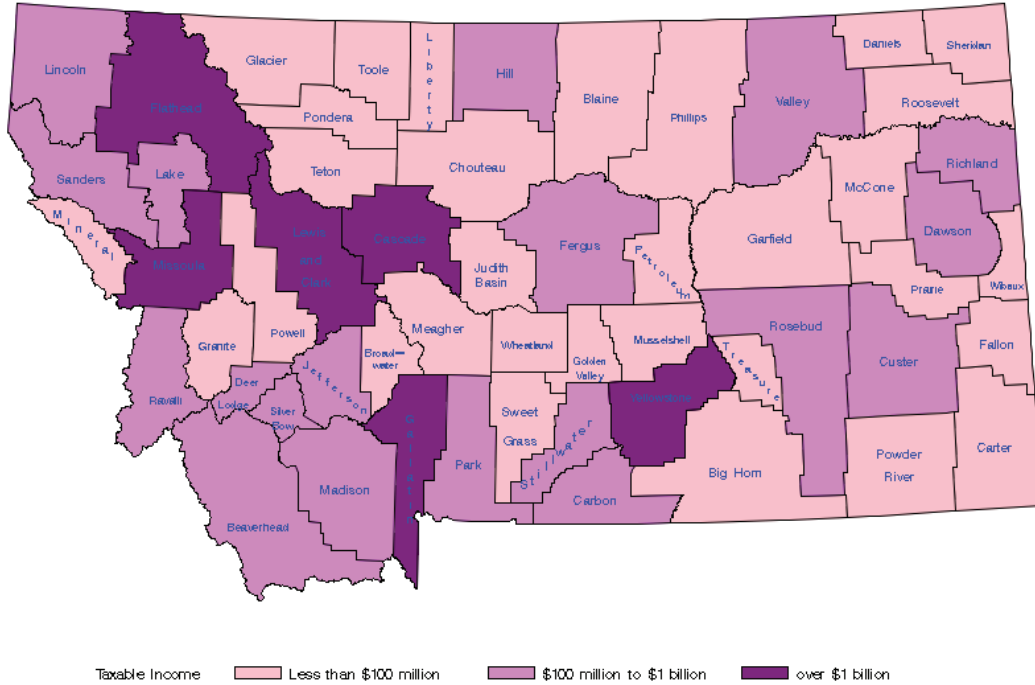 Lincoln
Flathead
Glacier
Toole
Liberty
Hill
Blaine
Phillips
Valley
Daniels
Sheridan
Roosevelt
Pondera
Teton
Chouteau
Sanders
Lake
Mineral
Missoula
Lewis
and
Clark
Cascade
Judith
Basin
Fergus
Petroleum
Garfield
McCone
Richland
Dawson
Prarie
Wibaux
Granite
Powell
Broad-
water
Meagher
Wheatland
Golden
Valley
Musselshell
Treasure
Rosebud
Custer
Fallon
Ravalli
Deer
Lodge
Silver
Bow
Jefferson
Gallatin
Park
Sweet
Grass
Stillwater
Yellowstone
Big Horn
Powder
River
Carter
Beaverhead
Madison
Carbon
Taxable Income
Less than $100 million
$100 million to $1 billion
over $1 billion